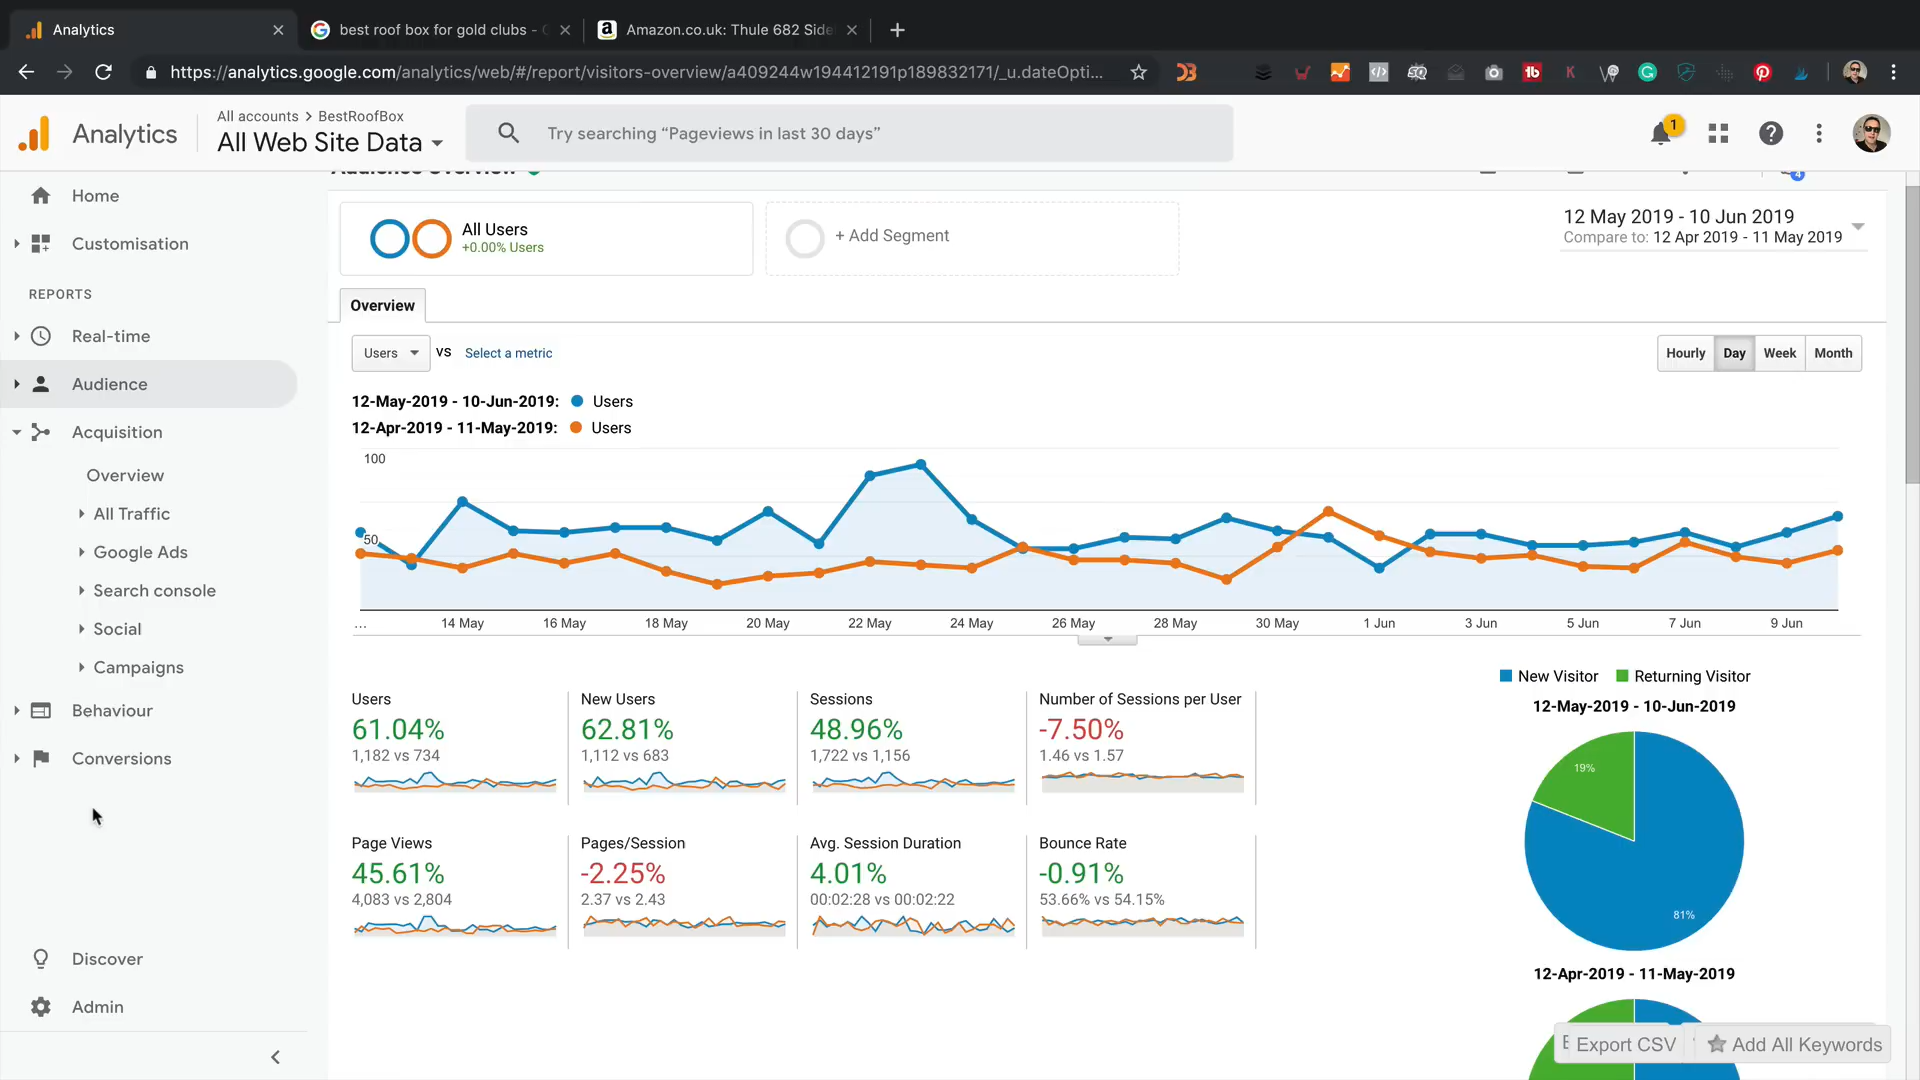 Analytics
best roof box for gold clubs - G
Amazon.co.uk: Thule 682 Side
https://analytics.google.com/analytics/web/#/report/visitors-overview/a409244w194412191p189832171/_u.dateOpti...
Analytics
All accounts > BestRoofBox
All Web Site Data
Try searching “Pageviews in last 30 days”
1
Home
Customisation
REPORTS
Real-time
Audience
Acquisition
Overview
All Traffic
Google Ads
Search console
Social
Campaigns
Behaviour
Conversions
Discover
Admin
Audience Overview
4
All Users
+0.00% Users
+ Add Segment
12 May 2019 - 10 Jun 2019
Compare to: 12 Apr 2019 - 11 May 2019
Overview
Users
VS
Select a metric
Hourly Day Week Month
12-May-2019 - 10-Jun-2019: Users
12-Apr-2019 - 11-May-2019: Users
100
50
... 14 May 16 May 18 May 20 May 22 May 24 May 26 May 28 May 30 May 1 Jun 3 Jun 5 Jun 7 Jun 9 Jun
Users
61.04%
1,182 vs 734
New Users
62.81%
1,112 vs 683
Sessions
48.96%
1,722 vs 1,156
Number of Sessions per User
-7.50%
1.46 vs 1.57
Page Views
45.61%
4,083 vs 2,804
Pages/Session
-2.25%
2.37 vs 2.43
Avg. Session Duration
4.01%
00:02:28 vs 00:02:22
Bounce Rate
-0.91%
53.66% vs 54.15%
New Visitor Returning Visitor
12-May-2019 - 10-Jun-2019
19%
81%
12-Apr-2019 - 11-May-2019
Export CSV
Add All Keywords